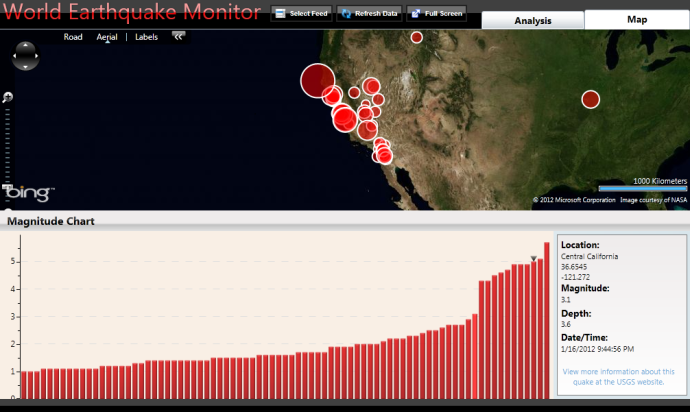 World Earthquake Monitor
Select Feed
Refresh Data
Full Screen
Analysis
Map
Road
Aerial
Labels
1000 Kilometers
bing™
© 2012 Microsoft Corporation Image courtesy of NASA
Magnitude Chart
5
4
3
2
1
0
Location:
Central California
36.6545
-121.272
Magnitude:
3.1
Depth:
3.6
Date/Time:
1/16/2012 9:44:56 PM
View more information about this
quake at the USGS website.